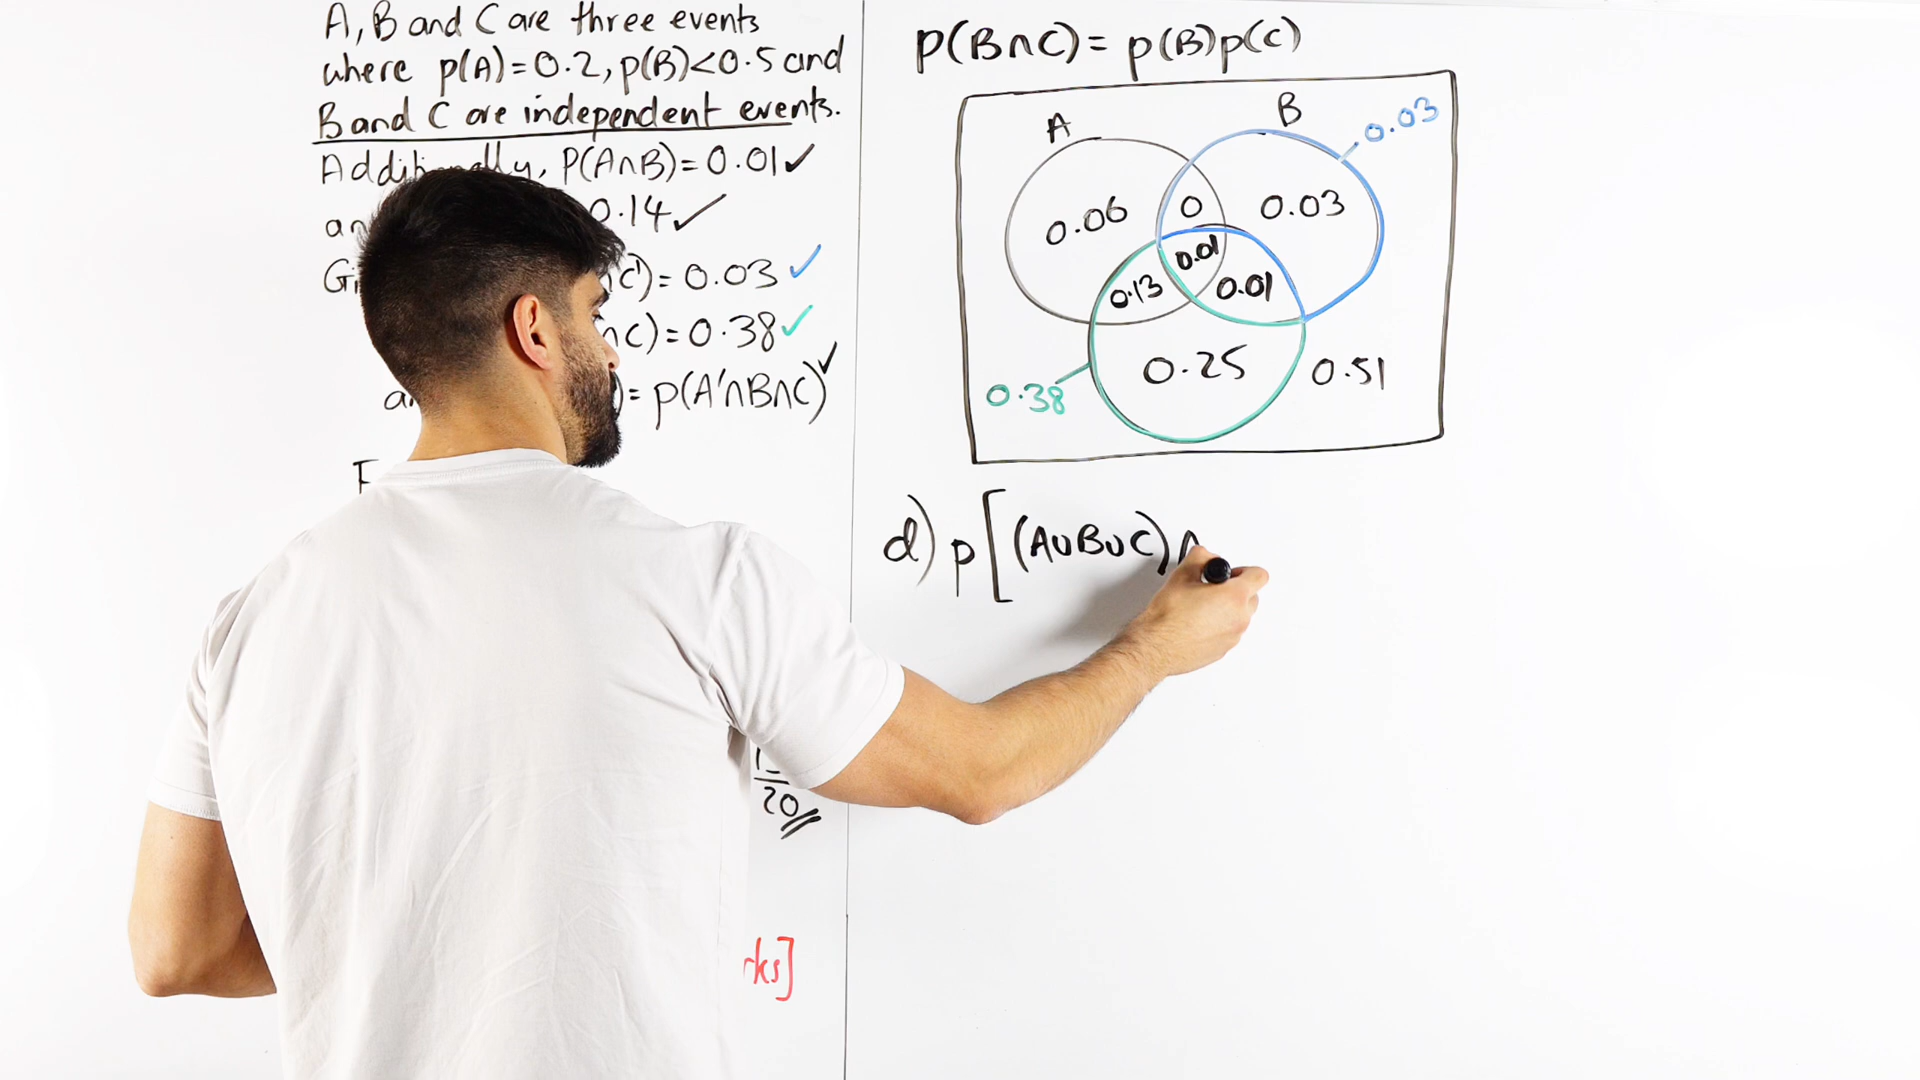 A, B and C are three events
where p(A)=0.2, p(B)<0.5 and
B and C are independent events.
Additionally, P(A∩B)=0.01✓
0.14✓
C')=0.03✓
∩C)=0.38✓
)=p(A'∩B∩C)✓
20
p(B∩C)=p(B)p(C)
A
B
0.03
0.06
0
0.03
0.01
0.13
0.01
0.25
0.51
0.38
d) p[(A∪B∪C)∩